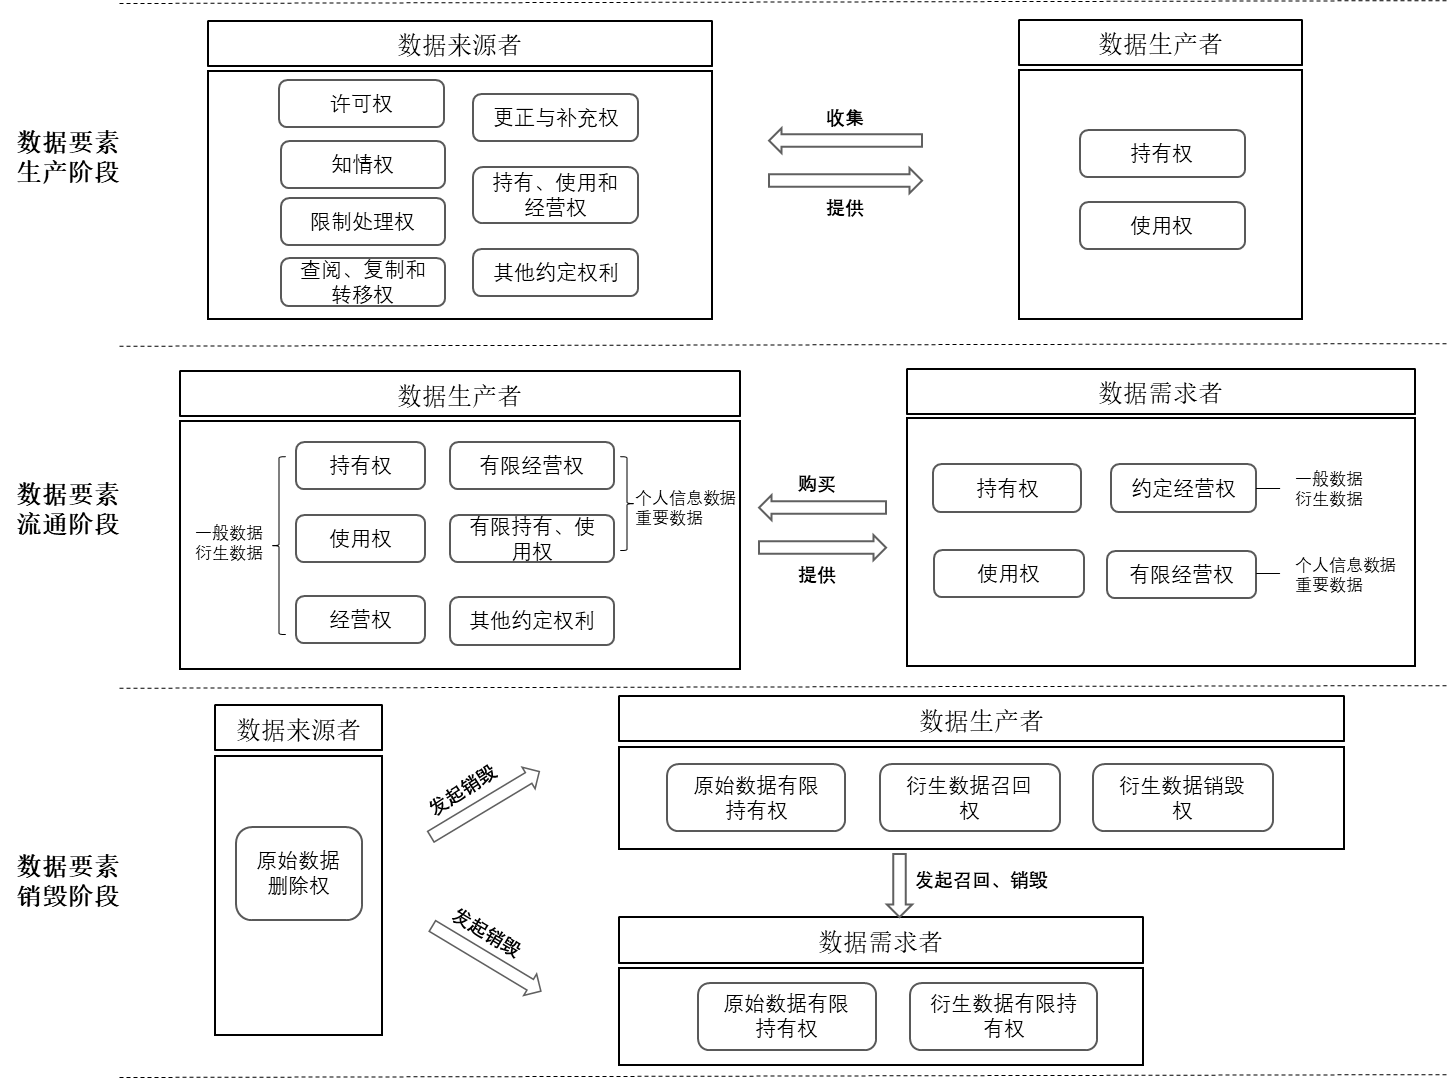 数据要素
生产阶段
数据来源者
许可权
知情权
限制处理权
查阅、复制和
转移权
更正与补充权
持有、使用和
经营权
其他约定权利
收集
提供
数据生产者
持有权
使用权
数据要素
流通阶段
数据生产者
一般数据
衍生数据
持有权
使用权
经营权
有限经营权
有限持有、使
用权
其他约定权利
个人信息数据
重要数据
购买
提供
数据需求者
持有权
使用权
约定经营权
有限经营权
一般数据
衍生数据
个人信息数据
重要数据
数据要素
销毁阶段
数据来源者
原始数据
删除权
发起销毁
发起销毁
数据生产者
原始数据有限
持有权
衍生数据召回
权
衍生数据销毁
权
发起召回、销毁
数据需求者
原始数据有限
持有权
衍生数据有限持
有权